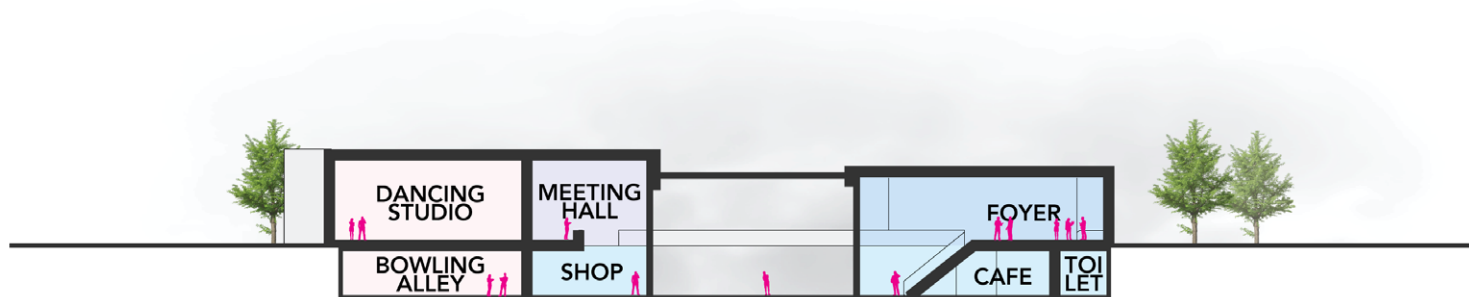 DANCING
STUDIO
MEETING
HALL
FOYER
BOWLING
ALLEY
SHOP
CAFE
TOI
LET